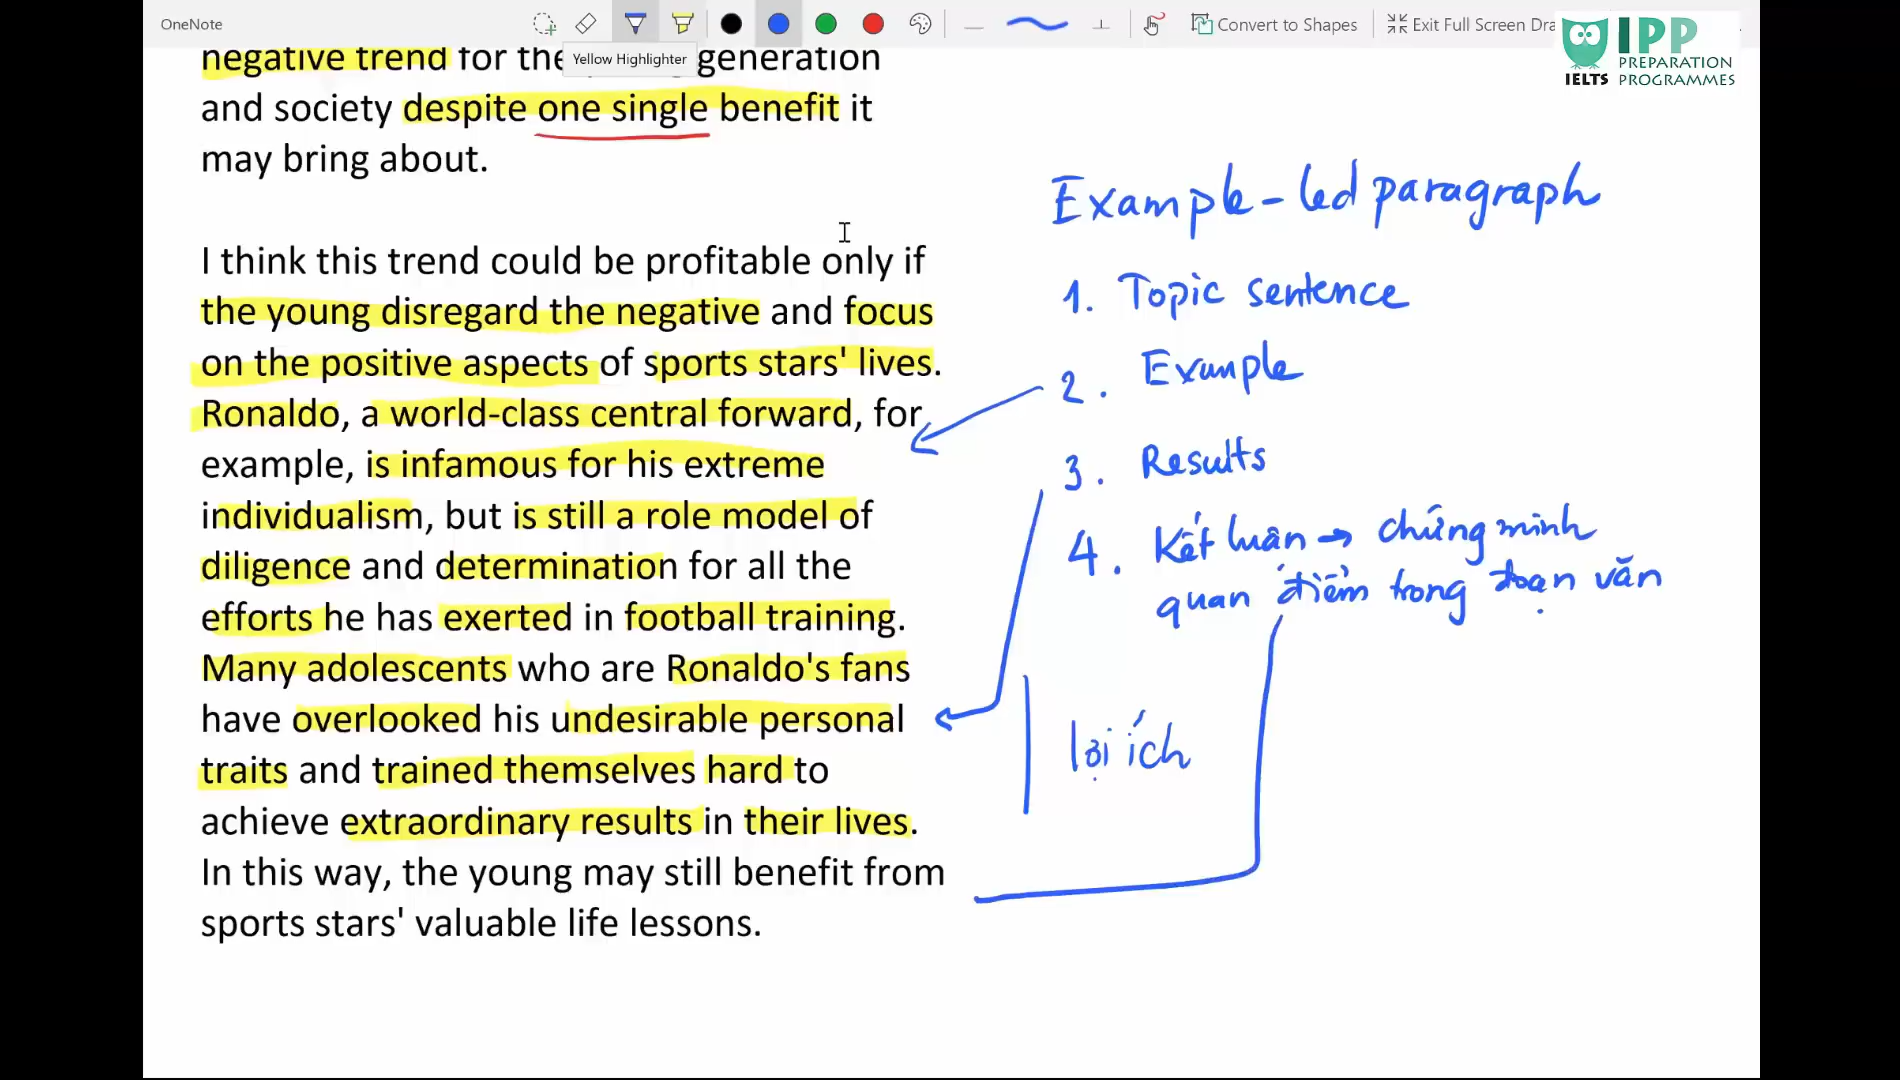 OneNote
Convert to Shapes
Exit Full Screen Dra
IPP
PREPARATION
IELTS PROGRAMMES
Yellow Highlighter
negative trend for the generation
and society despite one single benefit it
may bring about.
I think this trend could be profitable only if
the young disregard the negative and focus
on the positive aspects of sports stars' lives.
Ronaldo, a world-class central forward, for
example, is infamous for his extreme
individualism, but is still a role model of
diligence and determination for all the
efforts he has exerted in football training.
Many adolescents who are Ronaldo's fans
have overlooked his undesirable personal
traits and trained themselves hard to
achieve extraordinary results in their lives.
In this way, the young may still benefit from
sports stars' valuable life lessons.
Example-led paragraph
1. Topic sentence
2. Example
3. Results
4. Kết luận → chứng minh
quan điểm trong đoạn văn
lợi ích